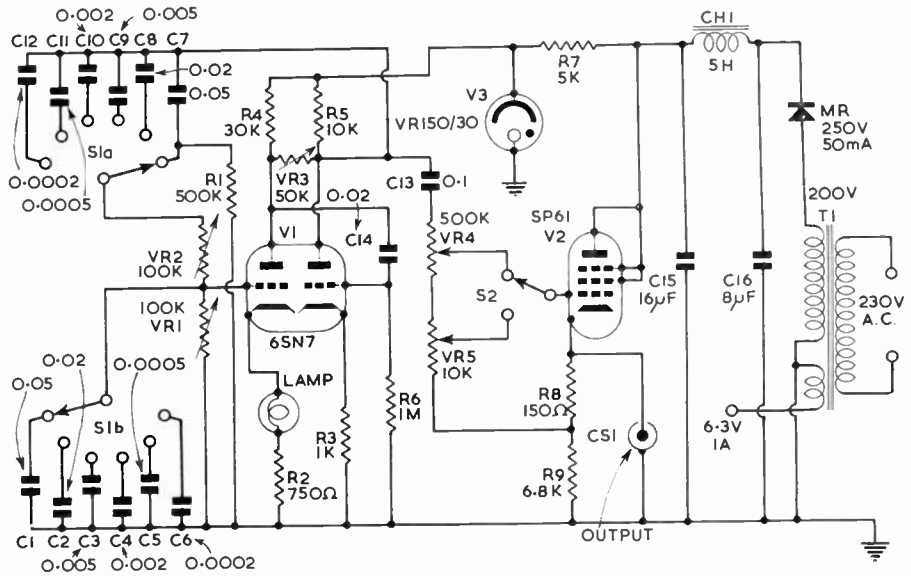 0·002 0·005
C12 C11 C10 C9 C8 C7
0·02
0·05
0·0002
0·0005
S1a
R1
500K
R4
30K
R5
10K
VR3
50K
0·02
C14
V3
VR150/30
R7
5K
CH1
5H
MR
250V
50mA
200V
T1
C13 0·1
500K
VR4
SP61
V2
S2
VR5
10K
C15
16µF
C16
8µF
230V
A.C.
VR2
100K
100K
VR1
V1
6SN7
LAMP
R6
1M
R3
1K
R2
750Ω
R8
150Ω
R9
6·8K
CS1
OUTPUT
6·3V
1A
0·05
0·02
0·0005
S1b
C1 C2 C3 C4 C5 C6
0·005 0·002 0·0002